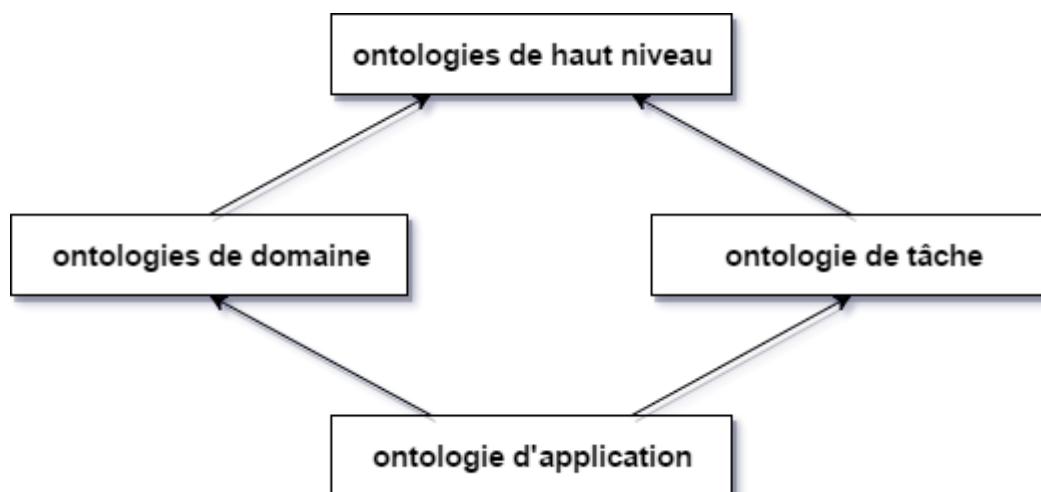 ontologies de haut niveau
ontologies de domaine
ontologie de tâche
ontologie d'application